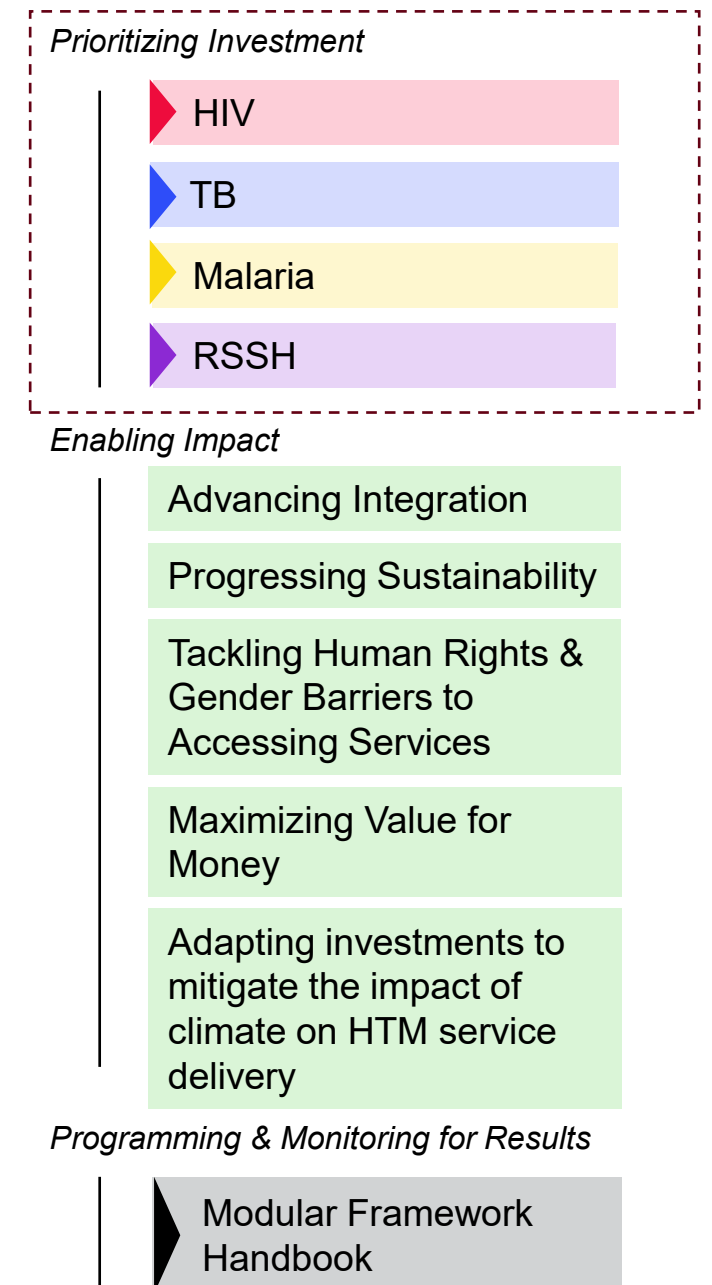 Prioritizing Investment
HIV
TB
Malaria
RSSH
Enabling Impact
Advancing Integration
Progressing Sustainability
Tackling Human Rights &
Gender Barriers to
Accessing Services
Maximizing Value for
Money
Adapting investments to
mitigate the impact of
climate on HTM service
delivery
Programming & Monitoring for Results
Modular Framework
Handbook